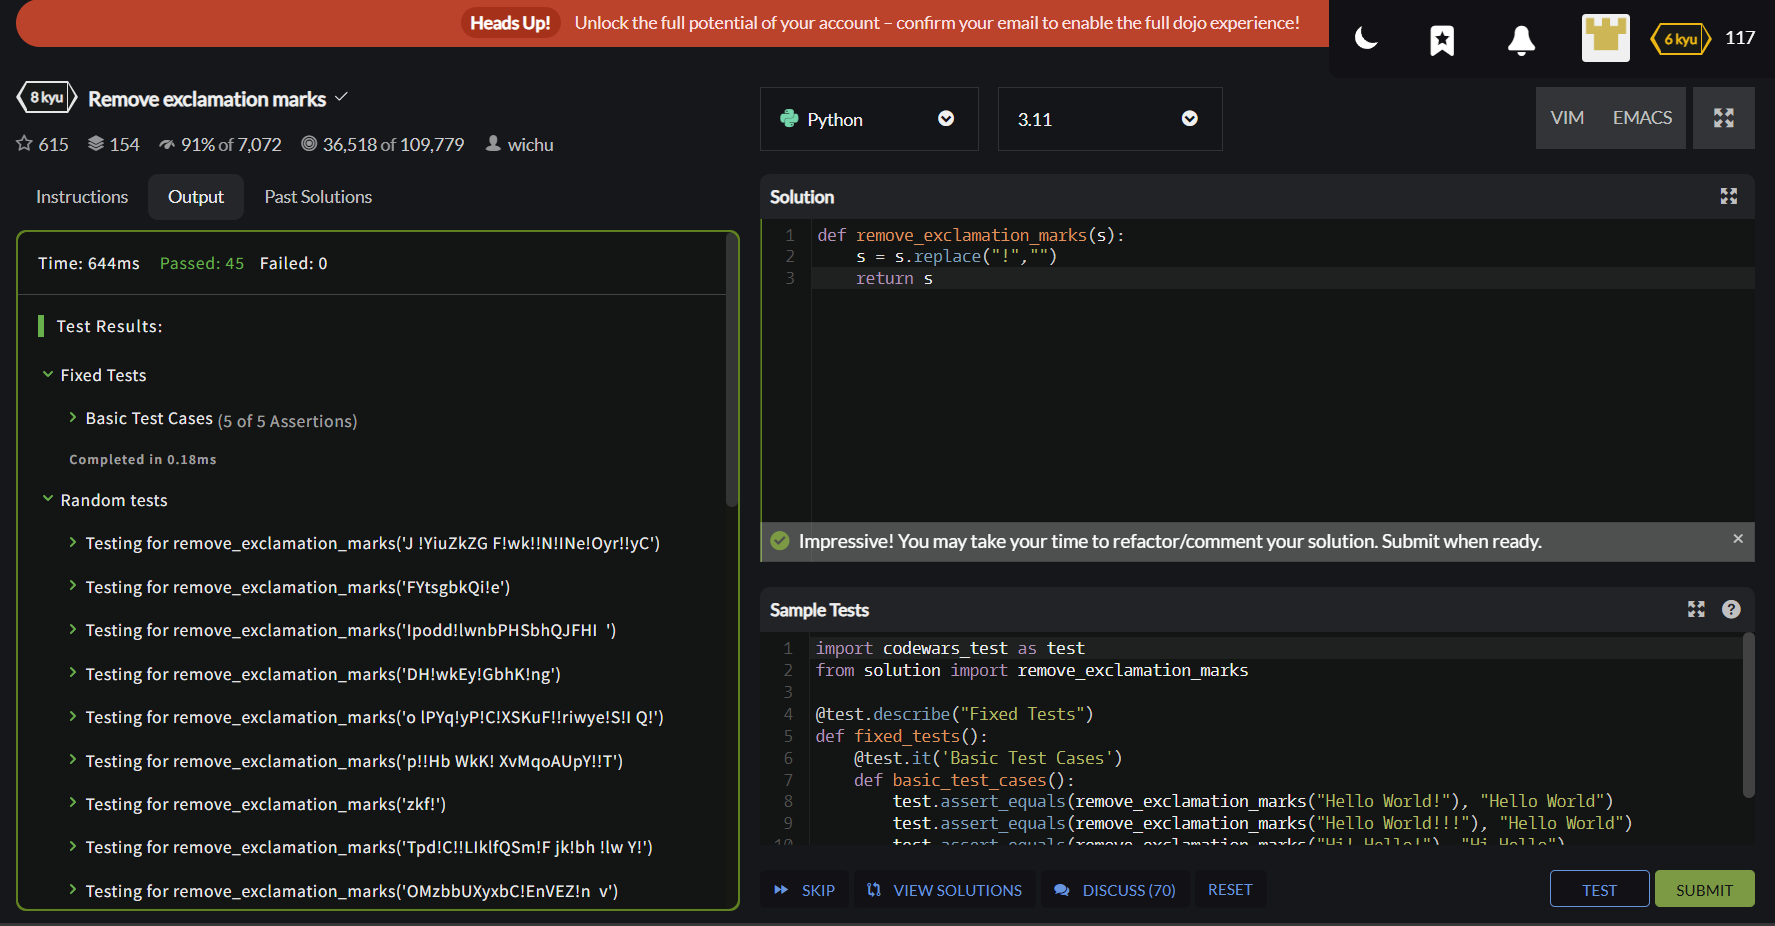 Heads Up! Unlock the full potential of your account – confirm your email to enable the full dojo experience!
6 kyu 117
8 kyu Remove exclamation marks
615 154 91% of 7,072 36,518 of 109,779 wichu
Python 3.11 VIM EMACS
Instructions Output Past Solutions
Time: 644ms Passed: 45 Failed: 0
Test Results:
Fixed Tests
Basic Test Cases (5 of 5 Assertions)
Completed in 0.18ms
Random tests
Testing for remove_exclamation_marks('J !YiuZkZG F!wk!!N!INe!Oyr!!yC')
Testing for remove_exclamation_marks('FYtsgbkQi!e')
Testing for remove_exclamation_marks('Ipodd!lwnbPHSbhQJFHI  ')
Testing for remove_exclamation_marks('DH!wkEy!GbhK!ng')
Testing for remove_exclamation_marks('o lPYq!yP!C!XSKuF!!riwye!S!I Q!')
Testing for remove_exclamation_marks('p!!Hb WkK! XvMqoAUpY!!T')
Testing for remove_exclamation_marks('zkf!')
Testing for remove_exclamation_marks('Tpd!C!!LIklfQSm!F jk!bh !lw Y!')
Testing for remove_exclamation_marks('OMzbbUXyxbC!EnVEZ!n  v')
Solution
1 def remove_exclamation_marks(s):
2     s = s.replace("!","")
3     return s
Impressive! You may take your time to refactor/comment your solution. Submit when ready.
Sample Tests
1 import codewars_test as test
2 from solution import remove_exclamation_marks
3
4 @test.describe("Fixed Tests")
5 def fixed_tests():
6     @test.it('Basic Test Cases')
7     def basic_test_cases():
8         test.assert_equals(remove_exclamation_marks("Hello World!"), "Hello World")
9         test.assert_equals(remove_exclamation_marks("Hello World!!!"), "Hello World")
10         test.assert_equals(remove_exclamation_marks("Hi! Hello!"), "Hi Hello")
SKIP VIEW SOLUTIONS DISCUSS (70) RESET TEST SUBMIT